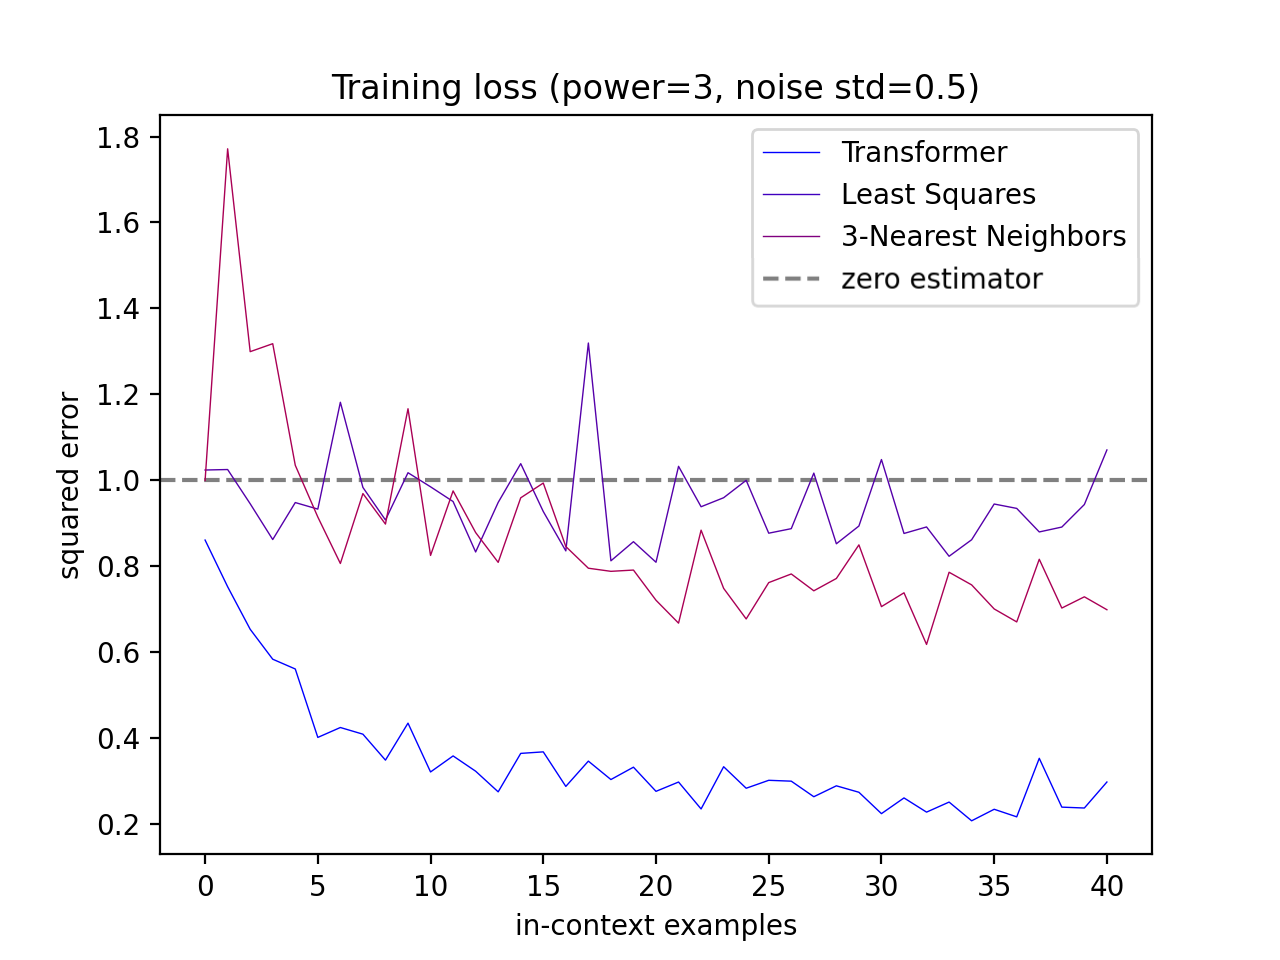 Training loss (power=3, noise std=0.5)
Transformer
Least Squares
3-Nearest Neighbors
zero estimator
squared error
1.8
1.6
1.4
1.2
1.0
0.8
0.6
0.4
0.2
0 5 10 15 20 25 30 35 40
in-context examples